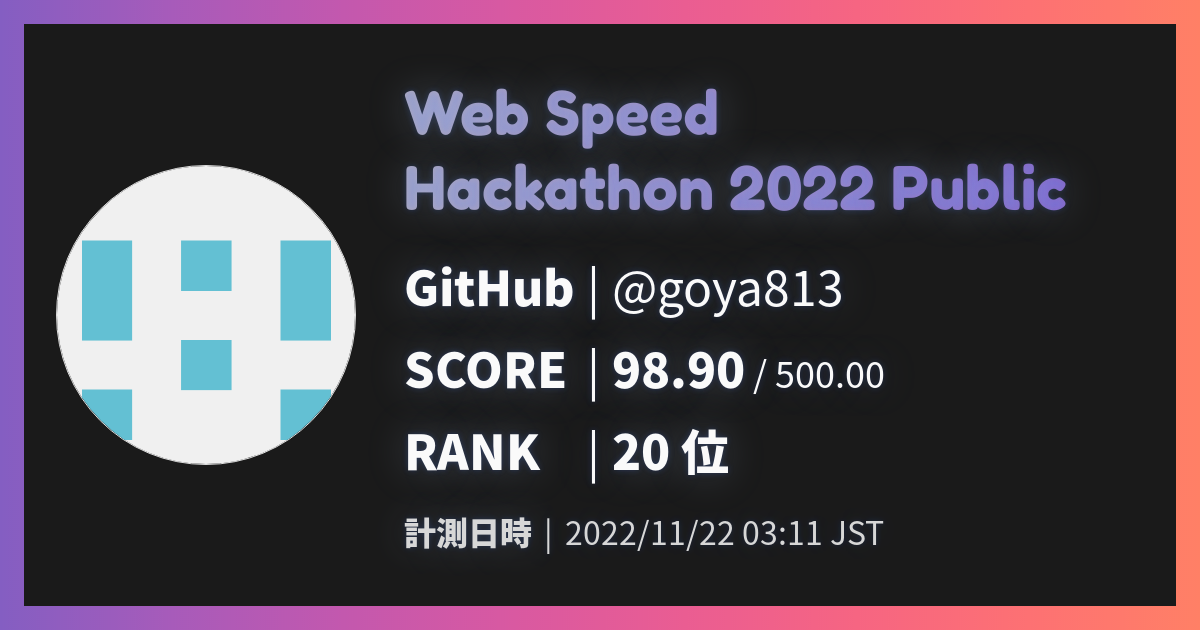 Web Speed
Hackathon 2022 Public
GitHub | @goya813
SCORE | 98.90 / 500.00
RANK | 20 位
計測日時 | 2022/11/22 03:11 JST